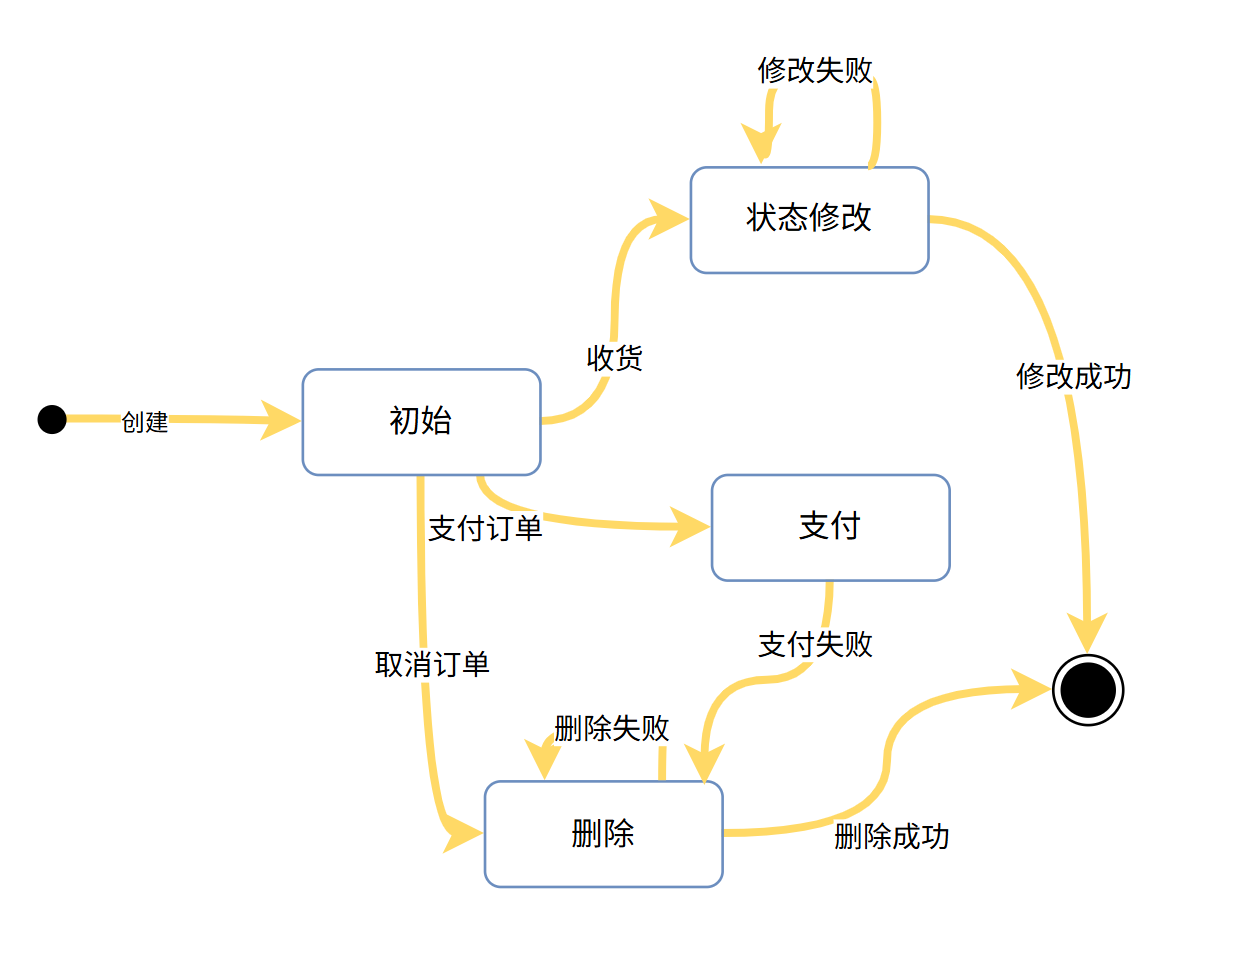 修改失败
状态修改
收货
修改成功
创建
初始
支付订单
支付
取消订单
支付失败
删除失败
删除
删除成功